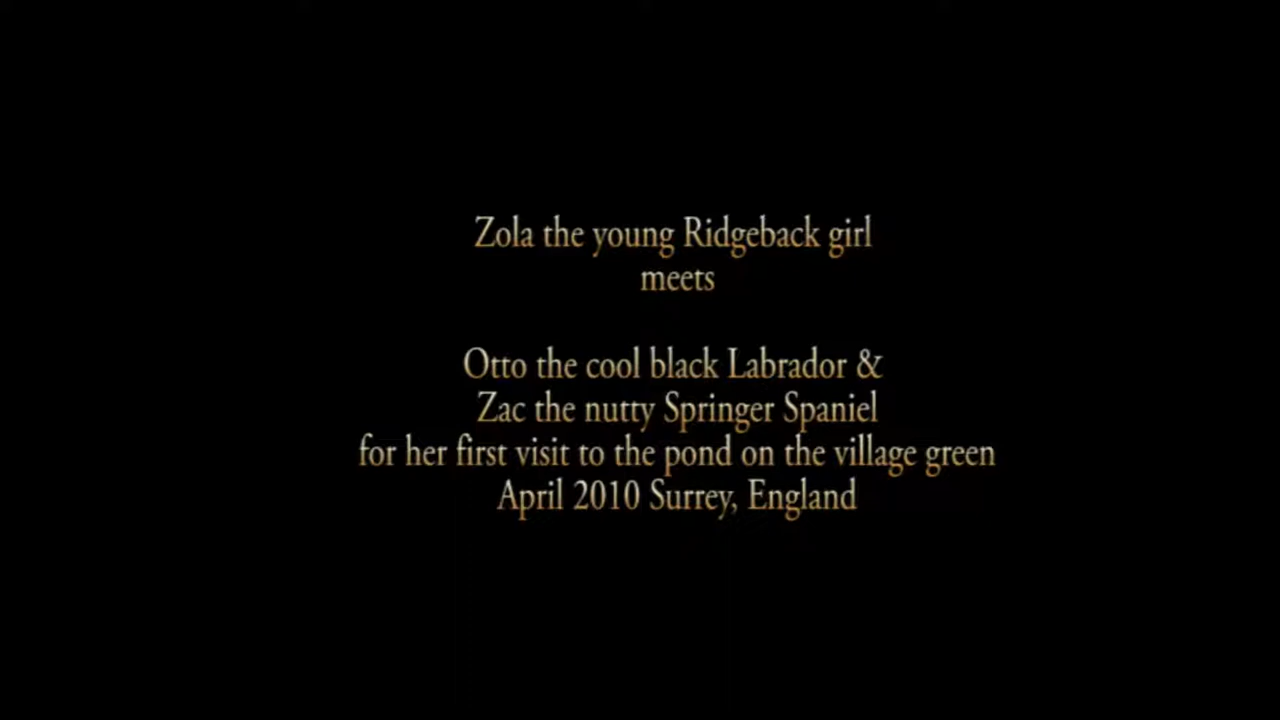 Zola the young Ridgeback girl
meets
Otto the cool black Labrador &
Zac the nutty Springer Spaniel
for her first visit to the pond on the village green
April 2010 Surrey, England